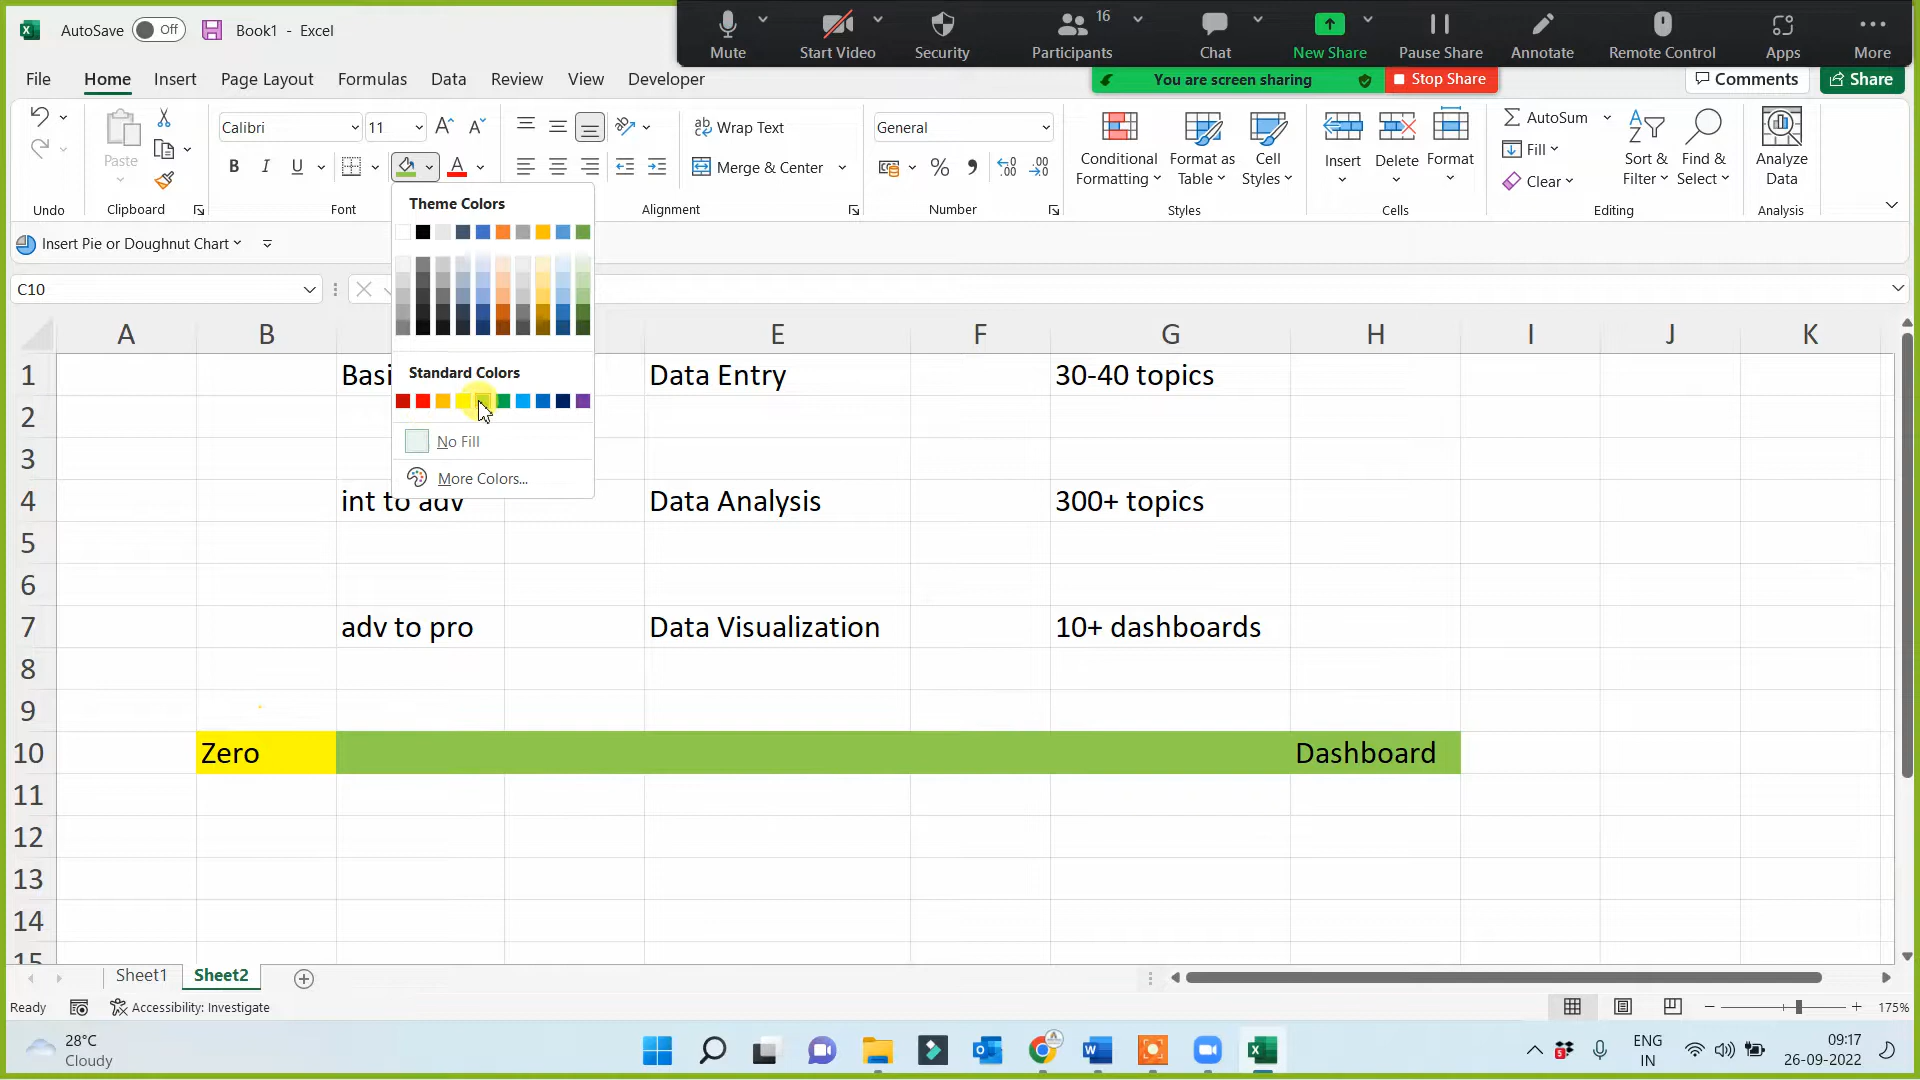 AutoSave Off Book1 - Excel
Mute Start Video Security Participants 16 Chat New Share Pause Share Annotate Remote Control Apps More
You are screen sharing Stop Share
File Home Insert Page Layout Formulas Data Review View Developer Comments Share
Calibri 11 Wrap Text General AutoSum
Paste Merge & Center Conditional Formatting Format as Table Cell Styles Insert Delete Format Fill Clear Sort & Filter Find & Select Analyze Data
Undo Clipboard Font Alignment Number Styles Cells Editing Analysis
Insert Pie or Doughnut Chart
C10
Theme Colors
Standard Colors
No Fill
More Colors...
A B E F G H I J K
1 Basi Data Entry 30-40 topics
2
3
4 int to adv Data Analysis 300+ topics
5
6
7 adv to pro Data Visualization 10+ dashboards
8
9
10 Zero Dashboard
11
12
13
14
15
Sheet1 Sheet2
Ready Accessibility: Investigate 175%
28°C
Cloudy
ENG
IN
09:17
26-09-2022